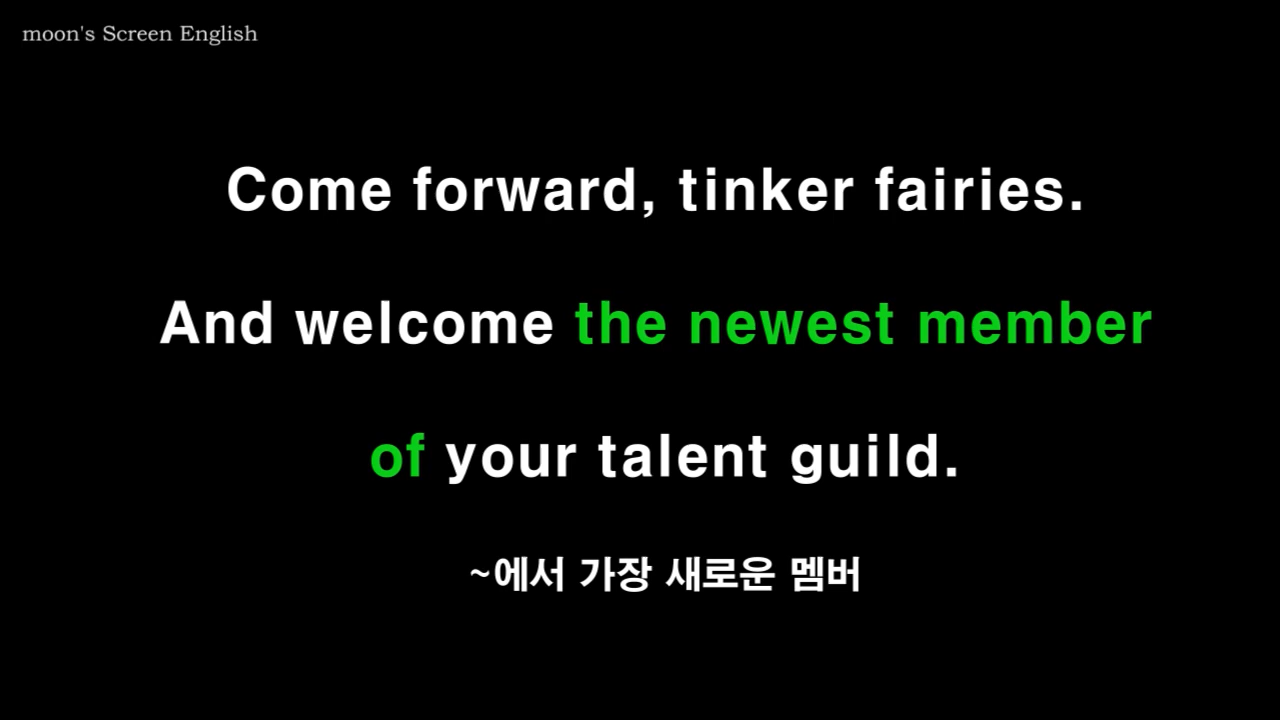 moon's Screen English
Come forward, tinker fairies.
And welcome the newest member
of your talent guild.
~에서 가장 새로운 멤버